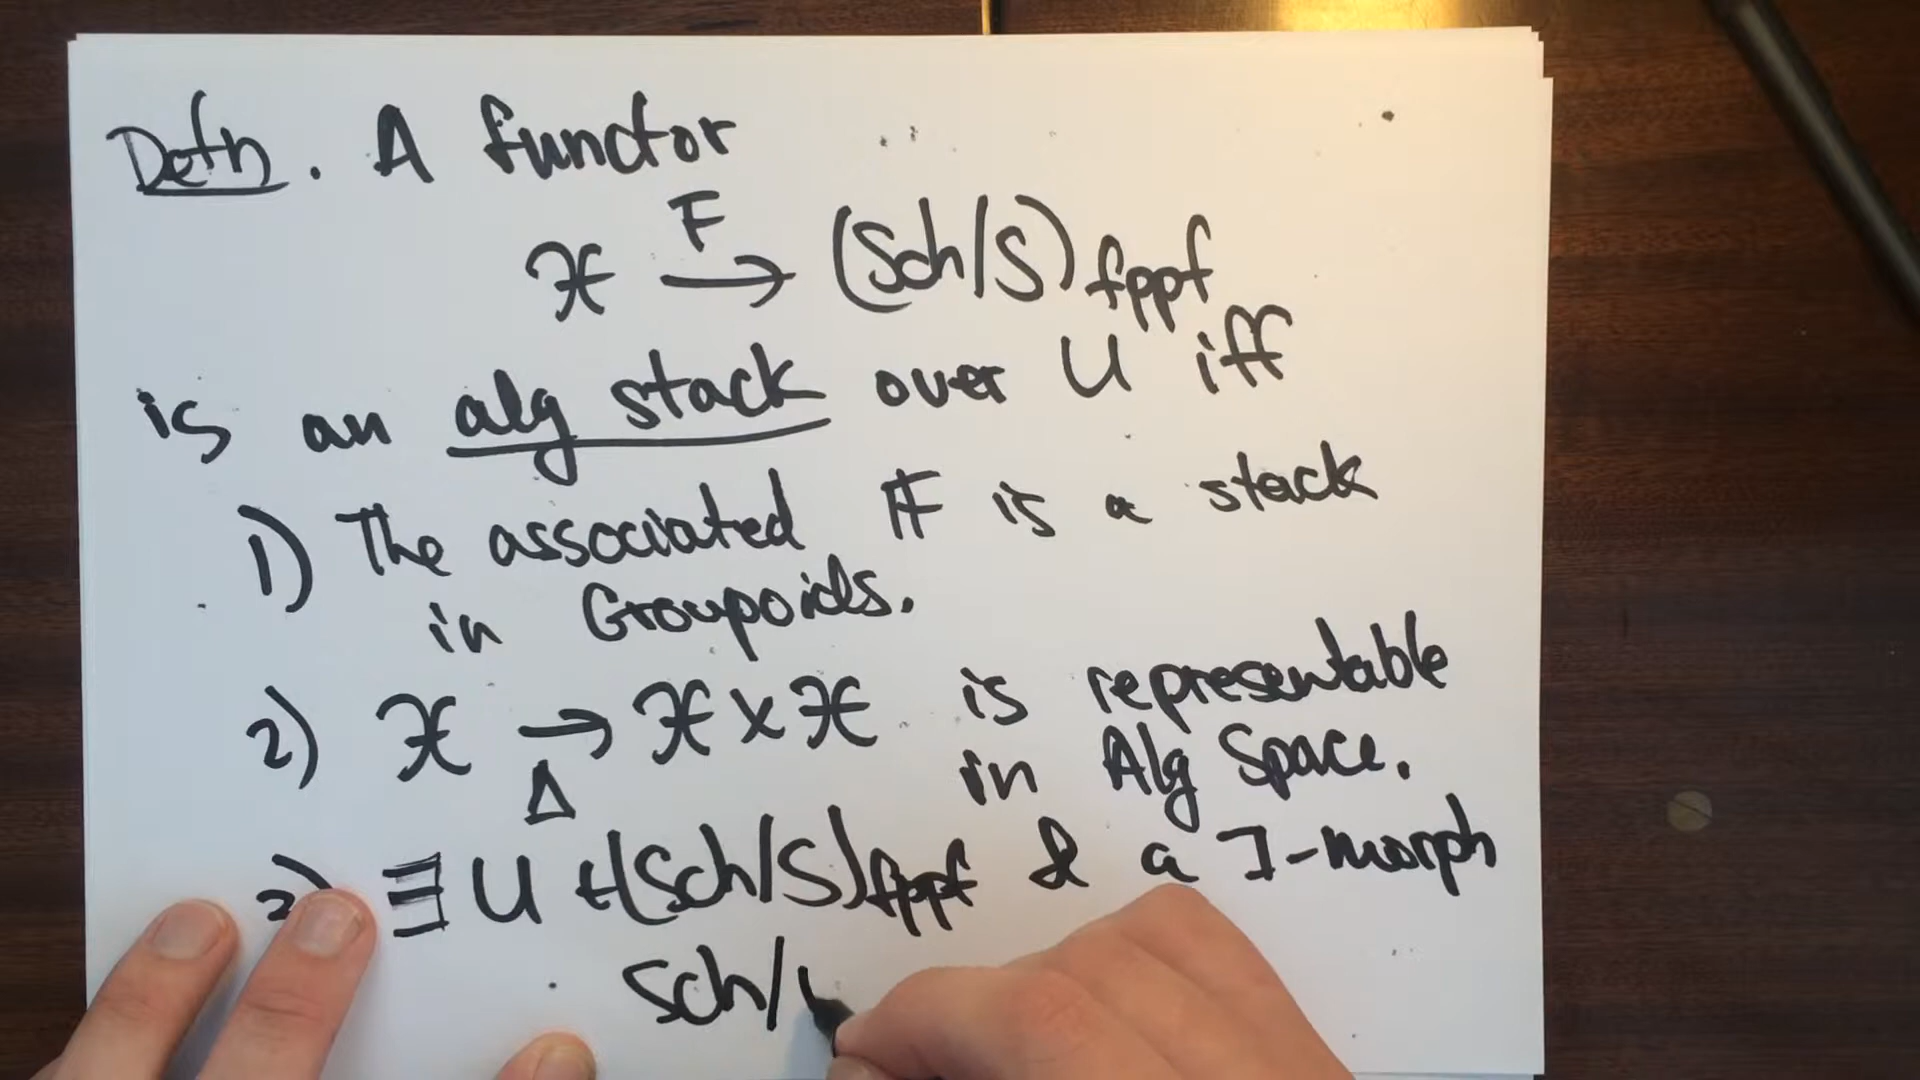 Defn. A functor
𝒳 F→ (Sch/S)fppf
is an alg stack over U iff
1) The associated F is a stack
in Groupoids.
2) 𝒳 →Δ 𝒳 x 𝒳 is representable
in Alg Space.
∃ U ∈ (Sch/S)fppf & a 1-morph
Sch/